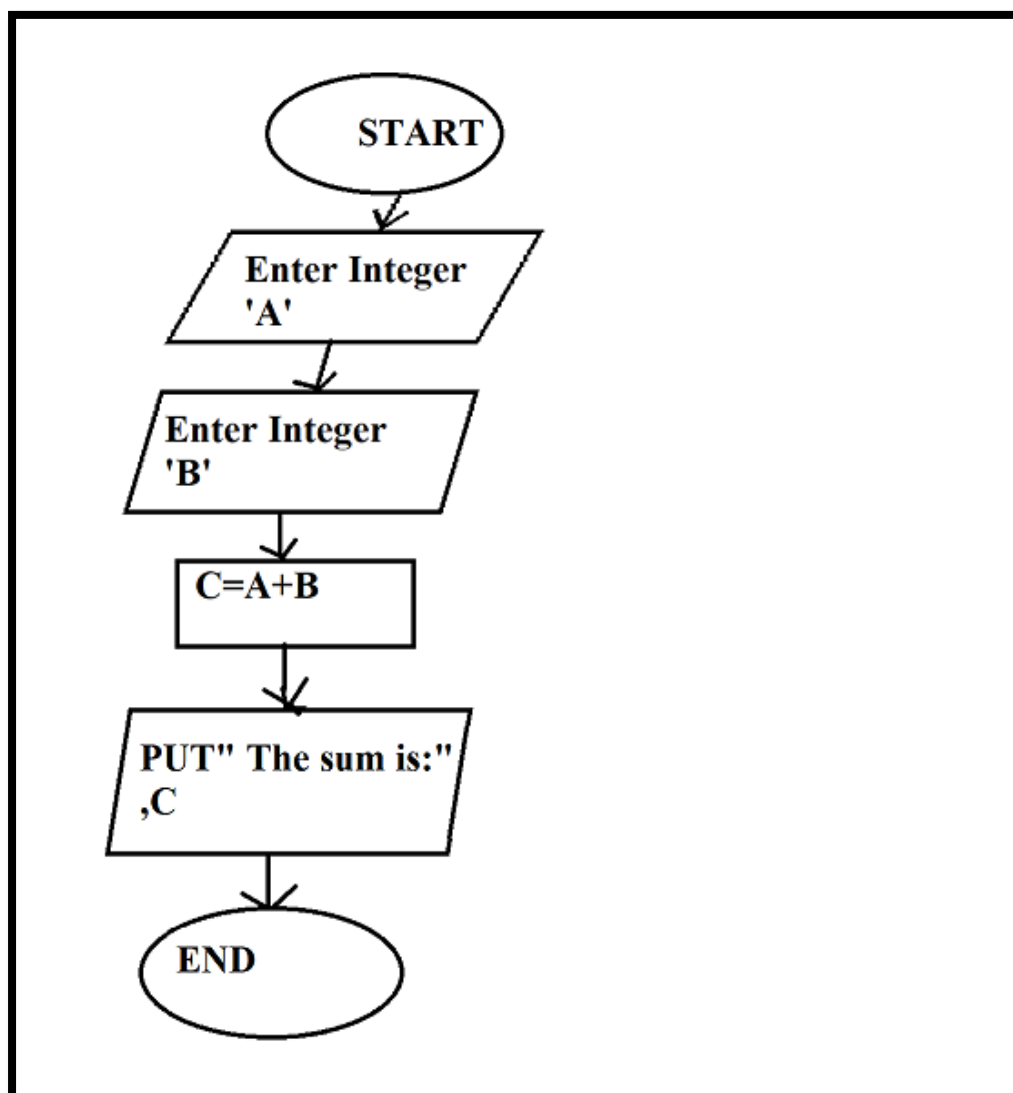 START
Enter Integer
'A'
Enter Integer
'B'
C=A+B
PUT" The sum is:"
,C
END